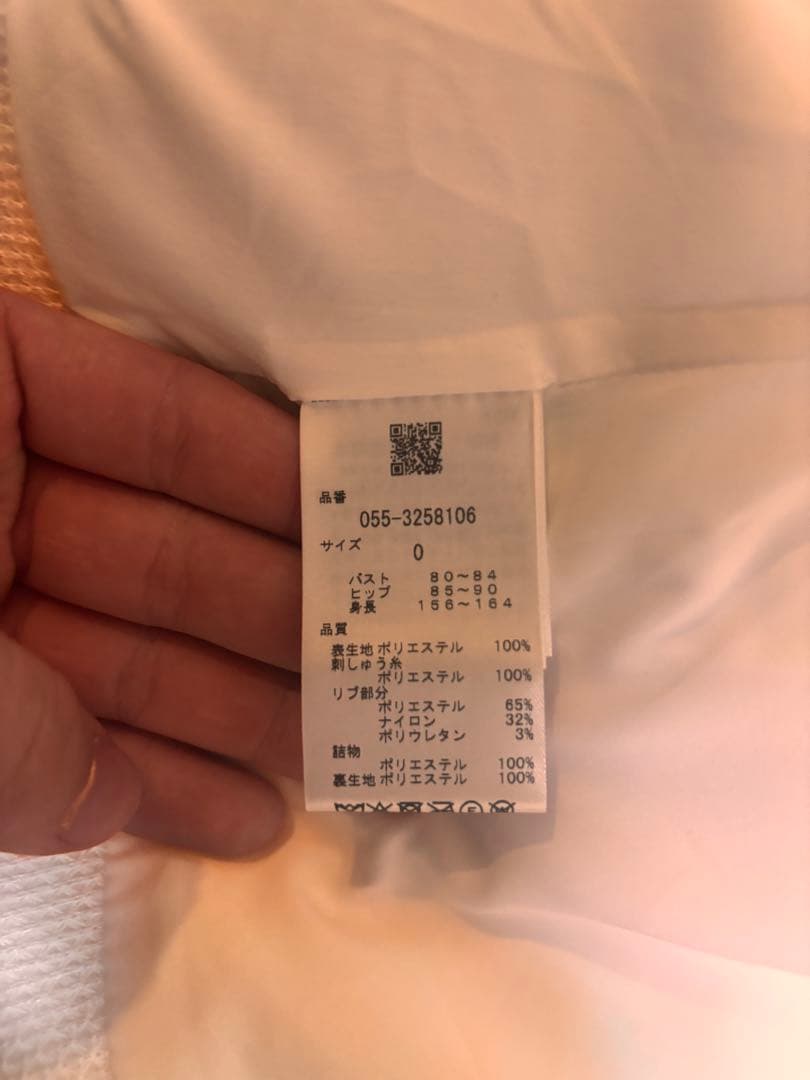 品番
055-3258106
サイズ
0
バスト 80~84
ヒップ 85~90
身長 156~164
品質
表生地 ポリエステル 100%
刺しゅう糸
ポリエステル 100%
リブ部分
ポリエステル 65%
ナイロン 32%
ポリウレタン 3%
詰物
ポリエステル 100%
裏生地 ポリエステル 100%